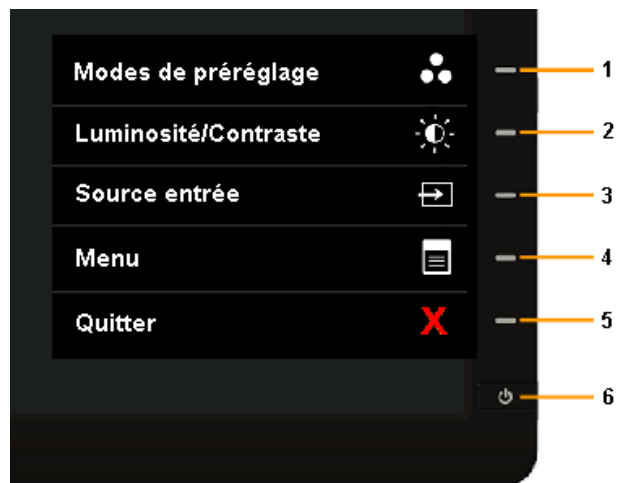 Modes de préréglage 1
Luminosité/Contraste 2
Source entrée 3
Menu 4
Quitter X 5
6